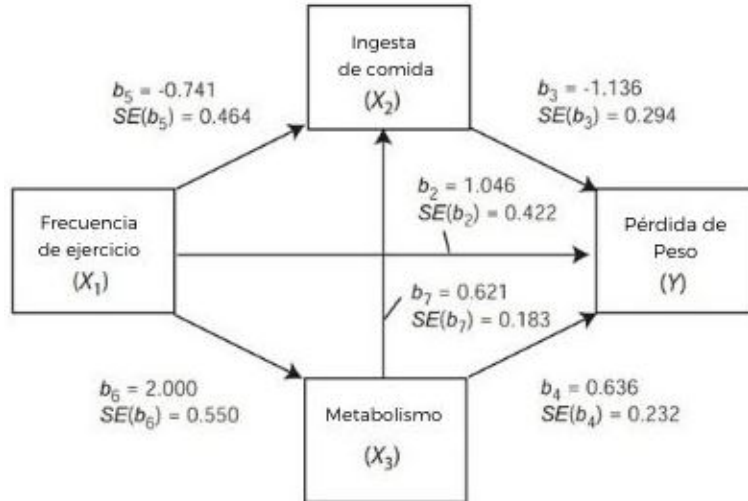 Ingesta
de comida
(X₂)
b₅ = -0.741
SE(b₅) = 0.464
b₃ = -1.136
SE(b₃) = 0.294
Frecuencia
de ejercicio
(X₁)
b₂ = 1.046
SE(b₂) = 0.422
Pérdida de
Peso
(Y)
b₇ = 0.621
SE(b₇) = 0.183
b₆ = 2.000
SE(b₆) = 0.550
Metabolismo
(X₃)
b₄ = 0.636
SE(b₄) = 0.232